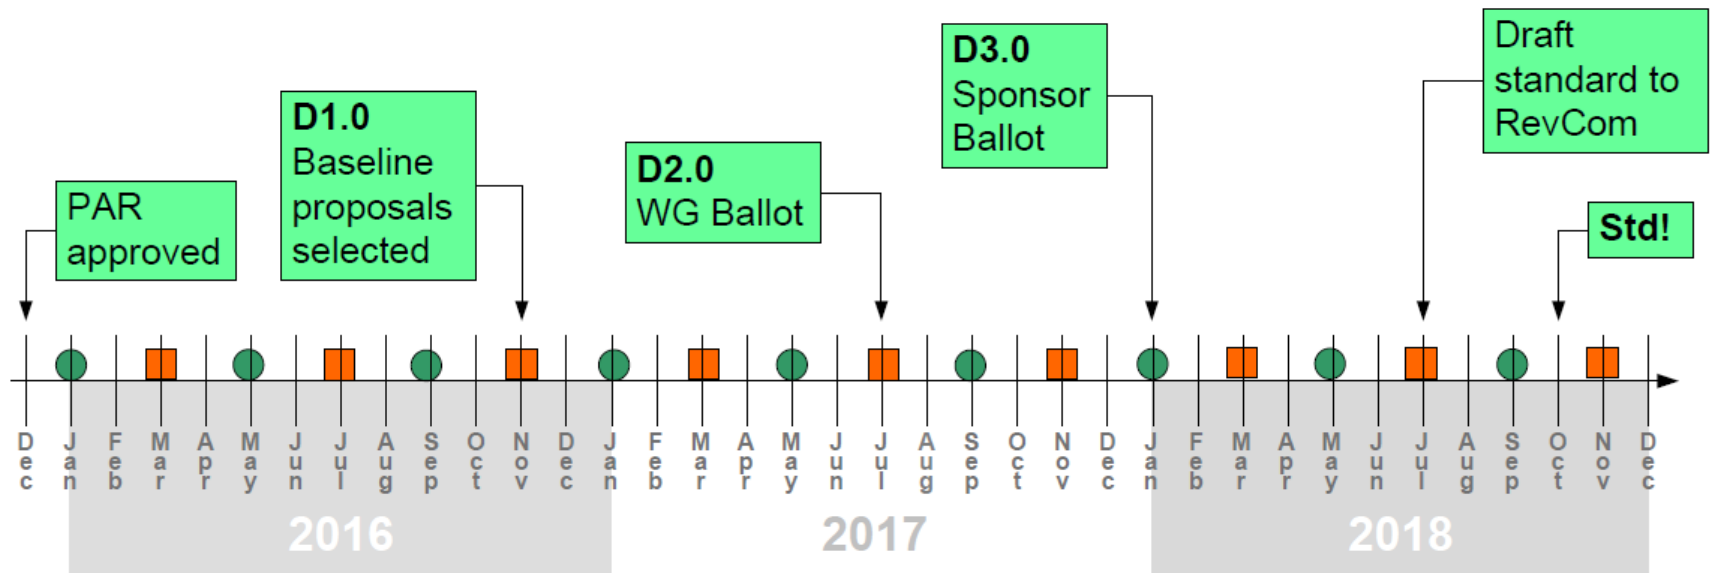 PAR
approved
D1.0
Baseline
proposals
selected
D2.0
WG Ballot
D3.0
Sponsor
Ballot
Draft
standard to
RevCom
Std!
Dec Jan Feb Mar Apr May Jun Jul Aug Sep Oct Nov Dec Jan Feb Mar Apr May Jun Jul Aug Sep Oct Nov Dec Jan Feb Mar Apr May Jun Jul Aug Sep Oct Nov Dec
2016 2017 2018